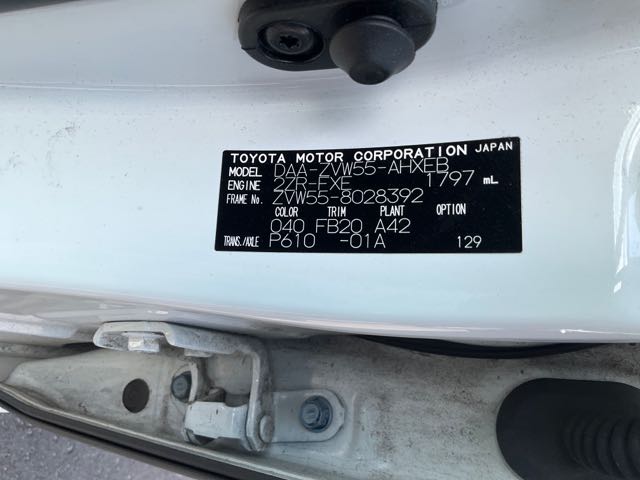 TOYOTA MOTOR CORPORATION JAPAN
MODEL DAA-ZVW55-AHXEB
ENGINE 2ZR-FXE 1797 mL
FRAME No. ZVW55-8028392
COLOR TRIM PLANT OPTION
040 FB20 A42
TRANS./AXLE P610 -01A 129